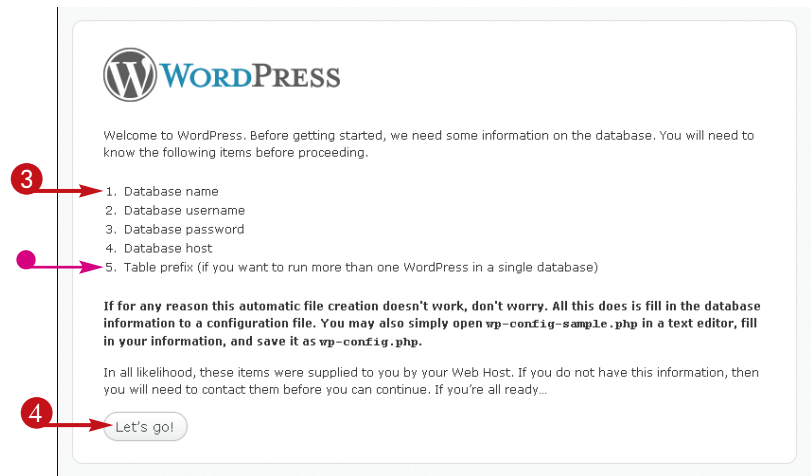 WORDPRESS
Welcome to WordPress. Before getting started, we need some information on the database. You will need to
know the following items before proceeding.
3
1. Database name
2. Database username
3. Database password
4. Database host
5. Table prefix (if you want to run more than one WordPress in a single database)
If for any reason this automatic file creation doesn't work, don't worry. All this does is fill in the database
information to a configuration file. You may also simply open wp-config-sample.php in a text editor, fill
in your information, and save it as wp-config.php.
In all likelihood, these items were supplied to you by your Web Host. If you do not have this information, then
you will need to contact them before you can continue. If you’re all ready…
4
Let’s go!